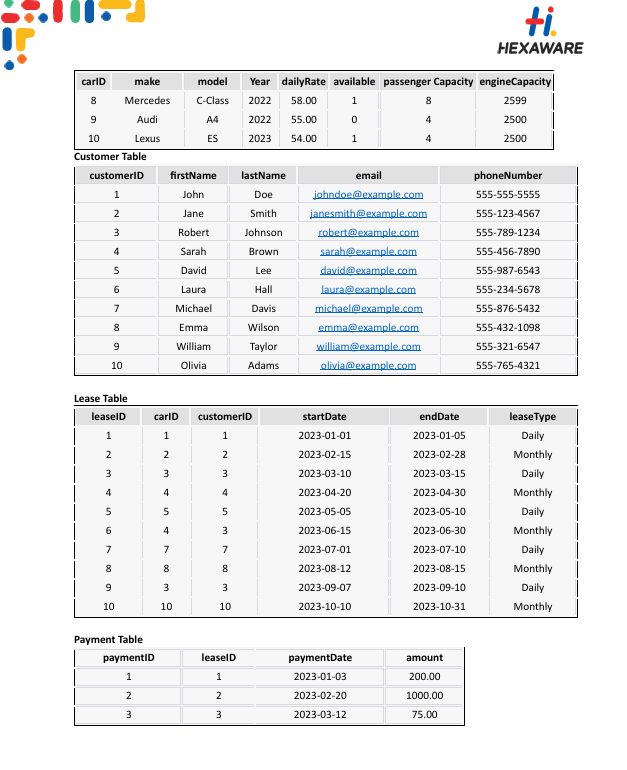 HEXAWARE
carID make model Year dailyRate available passenger Capacity engineCapacity
8 Mercedes C-Class 2022 58.00 1 8 2599
9 Audi A4 2022 55.00 0 4 2500
10 Lexus ES 2023 54.00 1 4 2500
Customer Table
customerID firstName lastName email phoneNumber
1 John Doe johndoe@example.com 555-555-5555
2 Jane Smith janesmith@example.com 555-123-4567
3 Robert Johnson robert@example.com 555-789-1234
4 Sarah Brown sarah@example.com 555-456-7890
5 David Lee david@example.com 555-987-6543
6 Laura Hall laura@example.com 555-234-5678
7 Michael Davis michael@example.com 555-876-5432
8 Emma Wilson emma@example.com 555-432-1098
9 William Taylor william@example.com 555-321-6547
10 Olivia Adams olivia@example.com 555-765-4321
Lease Table
leaseID carID customerID startDate endDate leaseType
1 1 1 2023-01-01 2023-01-05 Daily
2 2 2 2023-02-15 2023-02-28 Monthly
3 3 3 2023-03-10 2023-03-15 Daily
4 4 4 2023-04-20 2023-04-30 Monthly
5 5 5 2023-05-05 2023-05-10 Daily
6 4 3 2023-06-15 2023-06-30 Monthly
7 7 7 2023-07-01 2023-07-10 Daily
8 8 8 2023-08-12 2023-08-15 Monthly
9 3 3 2023-09-07 2023-09-10 Daily
10 10 10 2023-10-10 2023-10-31 Monthly
Payment Table
paymentID leaseID paymentDate amount
1 1 2023-01-03 200.00
2 2 2023-02-20 1000.00
3 3 2023-03-12 75.00